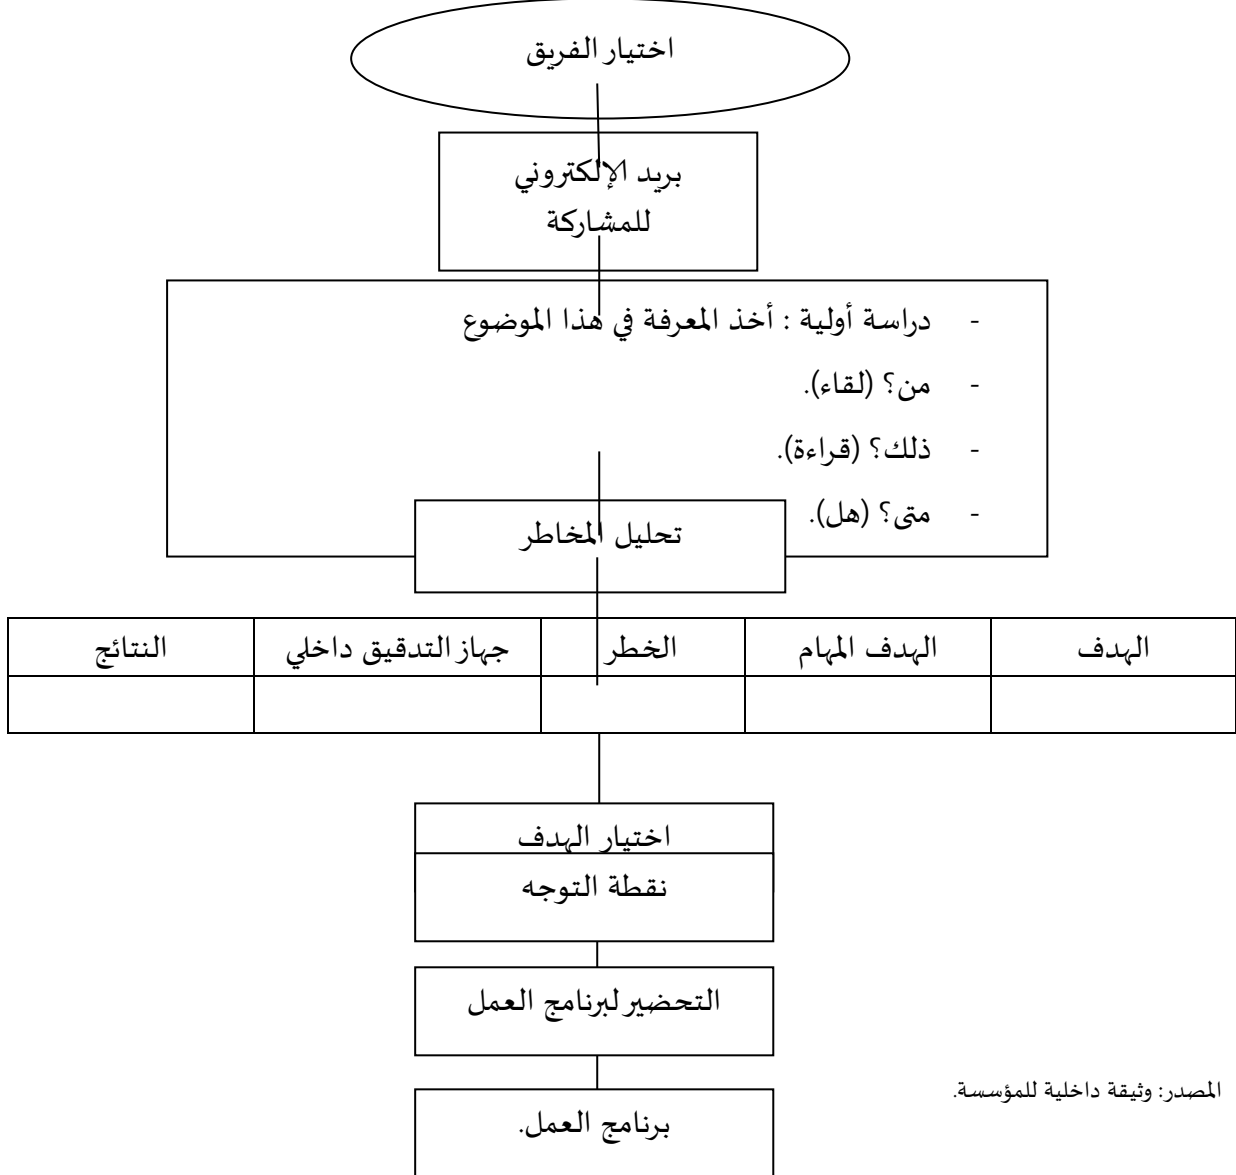 اختيار الفريق
بريد الإلكتروني
للمشاركة
- دراسة أولية : أخذ المعرفة في هذا الموضوع
- من؟ (لقاء).
- ذلك؟ (قراءة).
- متى؟ (هل).
تحليل المخاطر
الهدف الهدف المهام الخطر جهاز التدقيق داخلي النتائج
اختيار الهدف
نقطة التوجه
التحضير لبرنامج العمل
المصدر: وثيقة داخلية للمؤسسة.
برنامج العمل.